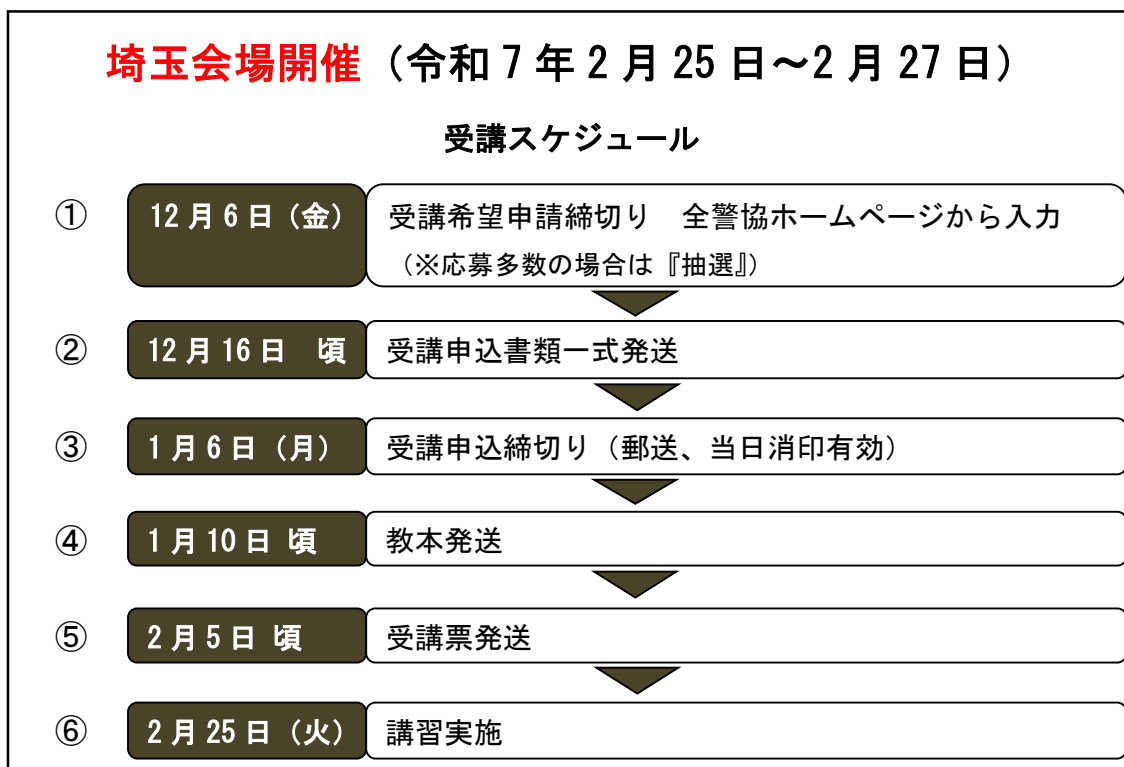 埼玉会場開催（令和7年2月25日～2月27日）
受講スケジュール
① 12月6日（金） 受講希望申請締切り　全警協ホームページから入力
（※応募多数の場合は『抽選』）
② 12月16日　頃 受講申込書類一式発送
③ 1月6日（月） 受講申込締切り（郵送、当日消印有効）
④ 1月10日 頃 教本発送
⑤ 2月5日 頃 受講票発送
⑥ 2月25日（火） 講習実施